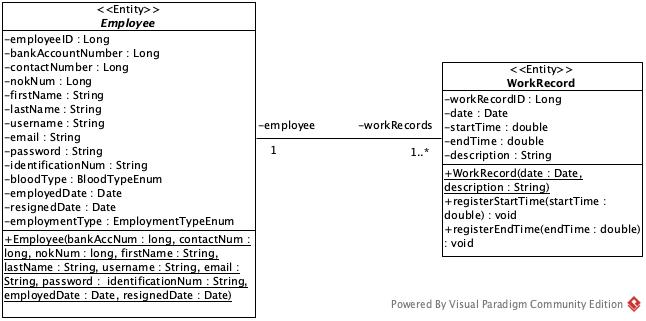 <<Entity>>
Employee
-employeeID : Long
-bankAccountNumber : Long
-contactNumber : Long
-nokNum : Long
-firstName : String
-lastName : String
-username : String
-email : String
-password : String
-identificationNum : String
-bloodType : BloodTypeEnum
-employedDate : Date
-resignedDate : Date
-employmentType : EmploymentTypeEnum
+Employee(bankAccNum : long, contactNum :
long, nokNum : long, firstName : String,
lastName : String, username : String, email :
String, password : identificationNum : String,
employedDate : Date, resignedDate : Date)
-employee
1
-workRecords
1..*
<<Entity>>
WorkRecord
-workRecordID : Long
-date : Date
-startTime : double
-endTime : double
-description : String
+WorkRecord(date : Date,
description : String)
+registerStartTime(startTime :
double) : void
+registerEndTime(endTime : double)
: void
Powered By Visual Paradigm Community Edition